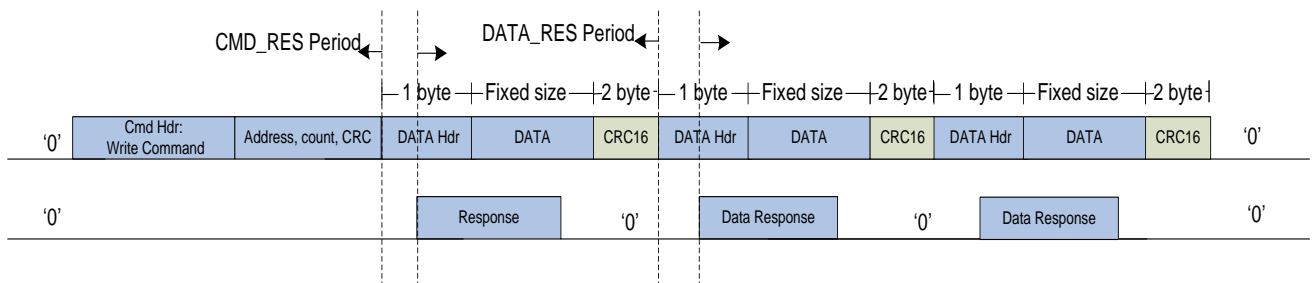 CMD_RES Period
DATA_RES Period
1 byte
Fixed size
2 byte
1 byte
Fixed size
2 byte
1 byte
Fixed size
2 byte
‘0’
Cmd Hdr:
Write Command
Address, count, CRC
DATA Hdr
DATA
CRC16
DATA Hdr
DATA
CRC16
DATA Hdr
DATA
CRC16
‘0’
‘0’
Response
‘0’
Data Response
‘0’
Data Response
‘0’